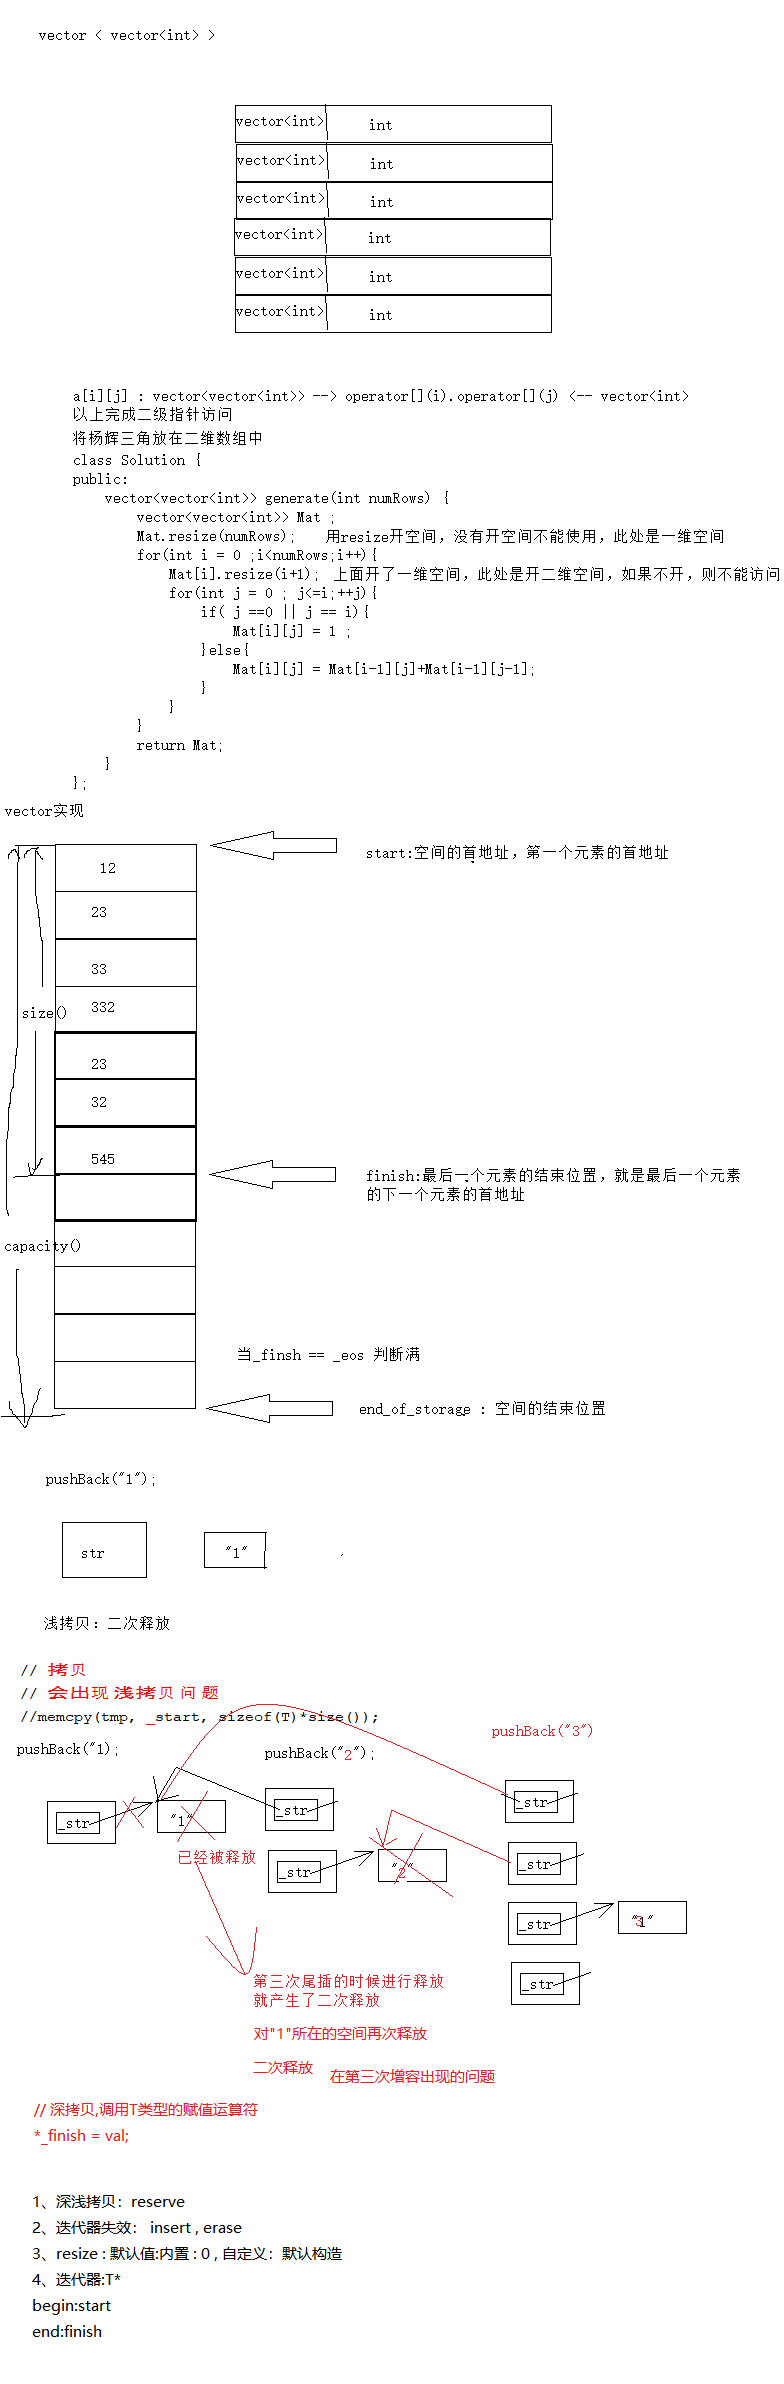 vector < vector<int> >
vector<int> int
vector<int> int
vector<int> int
vector<int> int
vector<int> int
vector<int> int
a[i][j] : vector<vector<int>> --> operator[](i).operator[](j) <-- vector<int>
以上完成二级指针访问
将杨辉三角放在二维数组中
class Solution {
public:
    vector<vector<int>> generate(int numRows) {
        vector<vector<int>> Mat ;
        Mat.resize(numRows);    用resize开空间，没有开空间不能使用，此处是一维空间
        for(int i = 0 ;i<numRows;i++){
            Mat[i].resize(i+1);  上面开了一维空间，此处是开二维空间，如果不开，则不能访问
            for(int j = 0 ; j<=i;++j){
                if( j ==0 || j == i){
                    Mat[i][j] = 1 ;
                }else{
                    Mat[i][j] = Mat[i-1][j]+Mat[i-1][j-1];
                }
            }
        }
        return Mat;
    }
};
vector实现
start:空间的首地址，第一个元素的首地址
12
23
33
size()
332
23
32
545
finish:最后一个元素的结束位置，就是最后一个元素
的下一个元素的首地址
capacity()
当_finsh == _eos 判断满
end_of_storage : 空间的结束位置
pushBack("1");
str "1"
浅拷贝：二次释放
// 拷贝
// 会出现浅拷贝问题
//memcpy(tmp, _start, sizeof(T)*size());
pushBack("1);
pushBack("2");
pushBack("3")
_str "1"
_str
_str
已经被释放
_str "2"
_str
_str "3"
_str
第三次尾插的时候进行释放
就产生了二次释放
对"1"所在的空间再次释放
二次释放
在第三次增容出现的问题
// 深拷贝,调用T类型的赋值运算符
*_finish = val;
1、深浅拷贝：reserve
2、迭代器失效： insert , erase
3、resize : 默认值:内置 : 0 , 自定义：默认构造
4、迭代器:T*
begin:start
end:finish